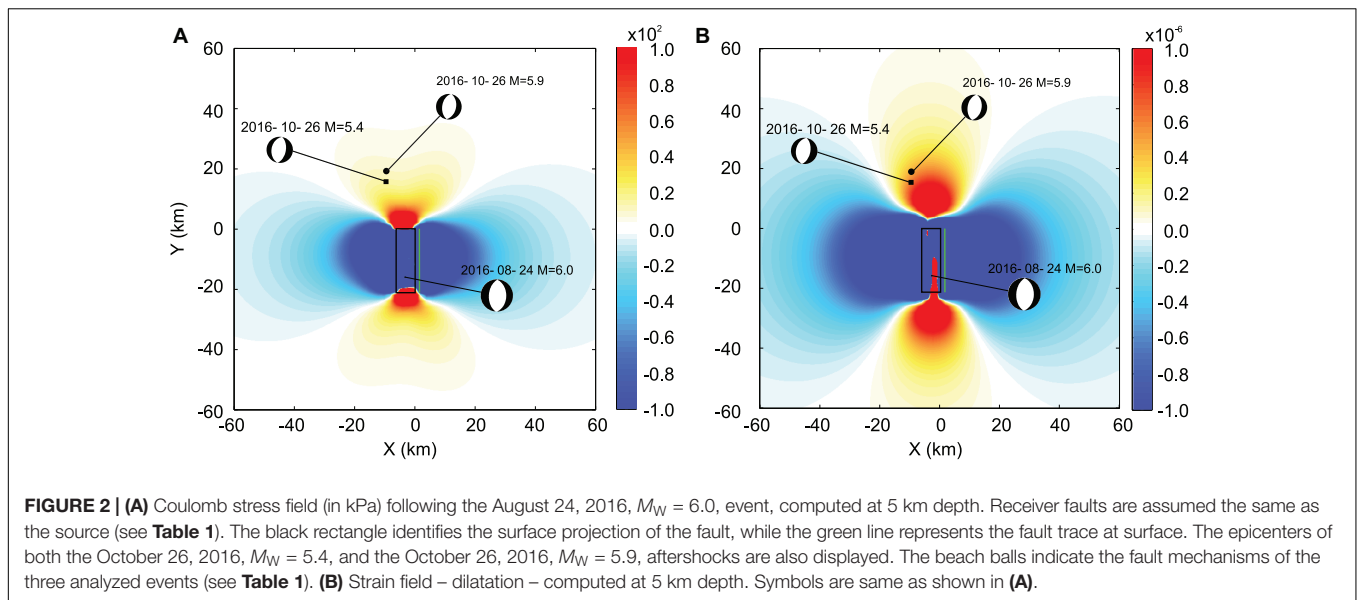 A
x10²
60
40
20
0
-20
-40
-60
Y (km)
-60
-40
-20
0
20
40
60
X (km)
2016- 10- 26 M=5.9
2016- 10- 26 M=5.4
2016- 08- 24 M=6.0
1.0
0.8
0.6
0.4
0.2
0
-0.2
-0.4
-0.6
-0.8
-1.0
B
x10⁻⁶
60
40
20
0
-20
-40
-60
-60
-40
-20
0
20
40
60
X (km)
2016- 10- 26 M=5.9
2016- 10- 26 M=5.4
2016- 08- 24 M=6.0
1.0
0.8
0.6
0.4
0.2
0
-0.2
-0.4
-0.6
-0.8
-1.0
FIGURE 2 | (A) Coulomb stress field (in kPa) following the August 24, 2016, MW = 6.0, event, computed at 5 km depth. Receiver faults are assumed the same as
the source (see Table 1). The black rectangle identifies the surface projection of the fault, while the green line represents the fault trace at surface. The epicenters of
both the October 26, 2016, MW = 5.4, and the October 26, 2016, MW = 5.9, aftershocks are also displayed. The beach balls indicate the fault mechanisms of the
three analyzed events (see Table 1). (B) Strain field – dilatation – computed at 5 km depth. Symbols are same as shown in (A).